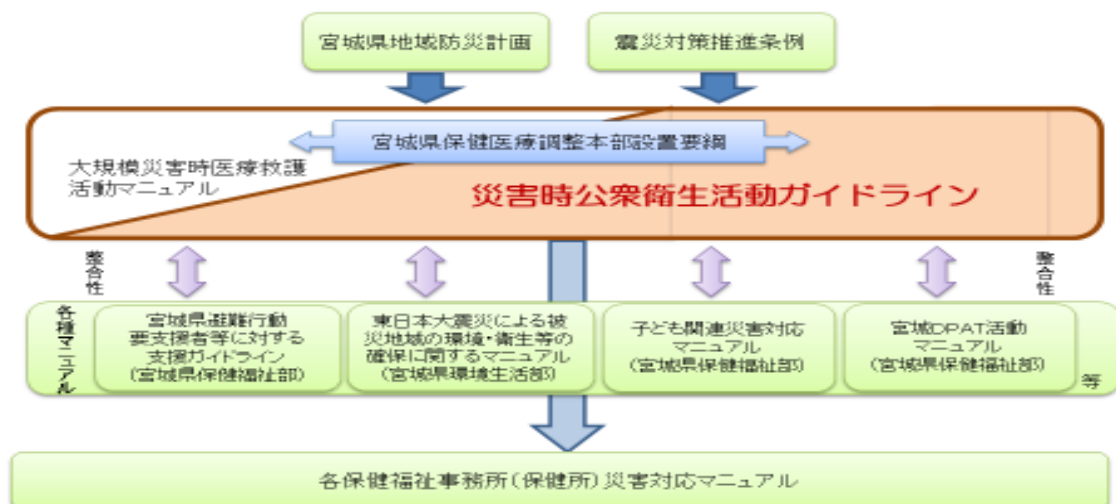 宮城県地域防災計画
震災対策推進条例
宮城県保健医療調整本部設置要綱
大規模災害時医療救護
活動マニュアル
災害時公衆衛生活動ガイドライン
整合性
整合性
各種マニュアル
宮城県避難行動
要支援者等に対する
支援ガイドライン
(宮城県保健福祉部)
東日本大震災による被
災地域の環境・衛生等の
確保に関するマニュアル
(宮城県環境生活部)
子ども関連災害対応
マニュアル
(宮城県保健福祉部)
宮城DPAT活動
マニュアル
(宮城県保健福祉部)
等
各保健福祉事務所(保健所)災害対応マニュアル